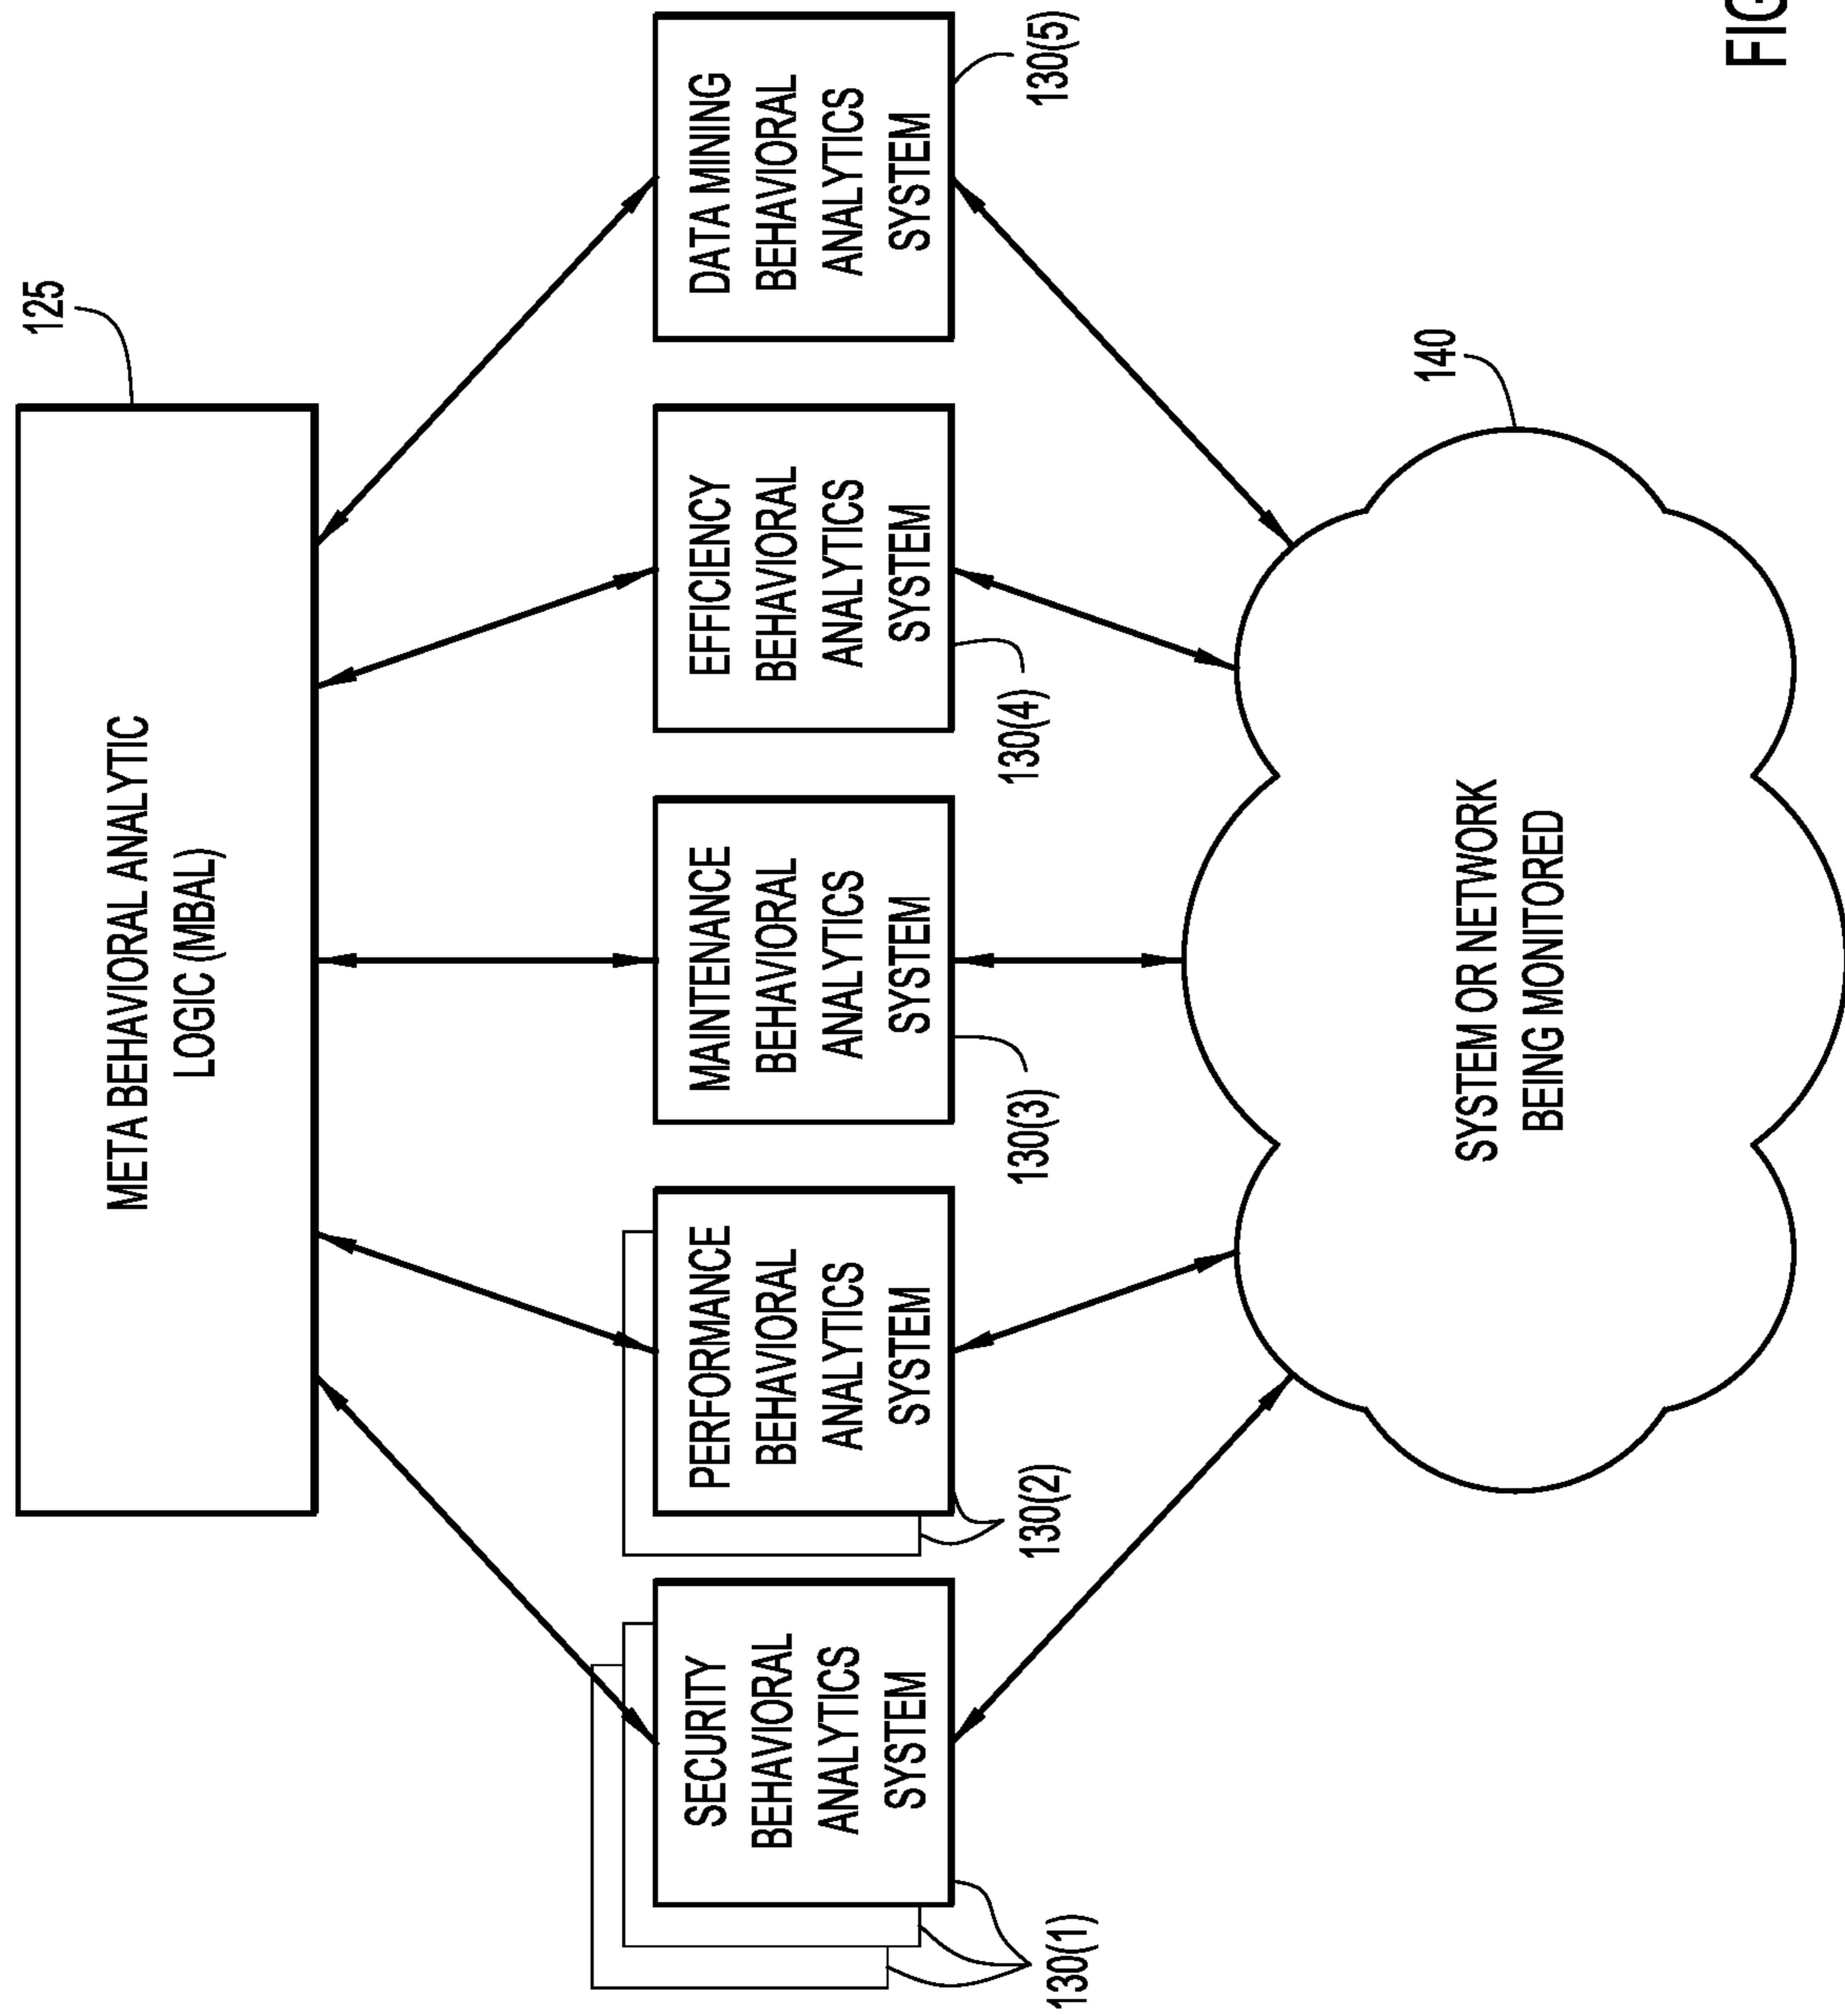 125
META BEHAVIORAL ANALYTIC
LOGIC (MBAL)
SECURITY
BEHAVIORAL
ANALYTICS
SYSTEM
130(1)
PERFORMANCE
BEHAVIORAL
ANALYTICS
SYSTEM
130(2)
MAINTENANCE
BEHAVIORAL
ANALYTICS
SYSTEM
130(3)
EFFICIENCY
BEHAVIORAL
ANALYTICS
SYSTEM
130(4)
DATA MINING
BEHAVIORAL
ANALYTICS
SYSTEM
130(5)
140
SYSTEM OR NETWORK
BEING MONITORED
FIG